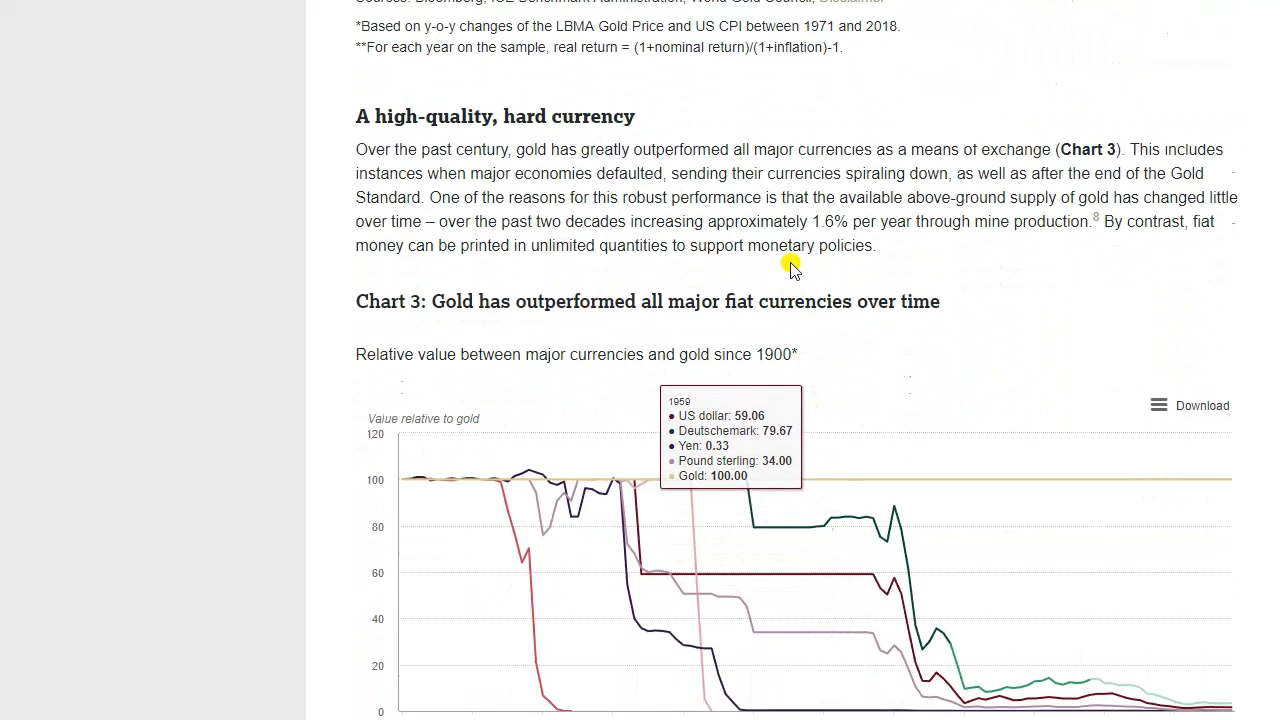 Sources: Bloomberg, ICE Benchmark Administration, World Gold Council, Disclaimer
*Based on y-o-y changes of the LBMA Gold Price and US CPI between 1971 and 2018.
**For each year on the sample, real return = (1+nominal return)/(1+inflation)-1.
A high-quality, hard currency
Over the past century, gold has greatly outperformed all major currencies as a means of exchange (Chart 3). This includes
instances when major economies defaulted, sending their currencies spiraling down, as well as after the end of the Gold
Standard. One of the reasons for this robust performance is that the available above-ground supply of gold has changed little
over time – over the past two decades increasing approximately 1.6% per year through mine production.8 By contrast, fiat
money can be printed in unlimited quantities to support monetary policies.
Chart 3: Gold has outperformed all major fiat currencies over time
Relative value between major currencies and gold since 1900*
Download
Value relative to gold
1959
US dollar: 59.06
Deutschemark: 79.67
Yen: 0.33
Pound sterling: 34.00
Gold: 100.00
120
100
80
60
40
20
0